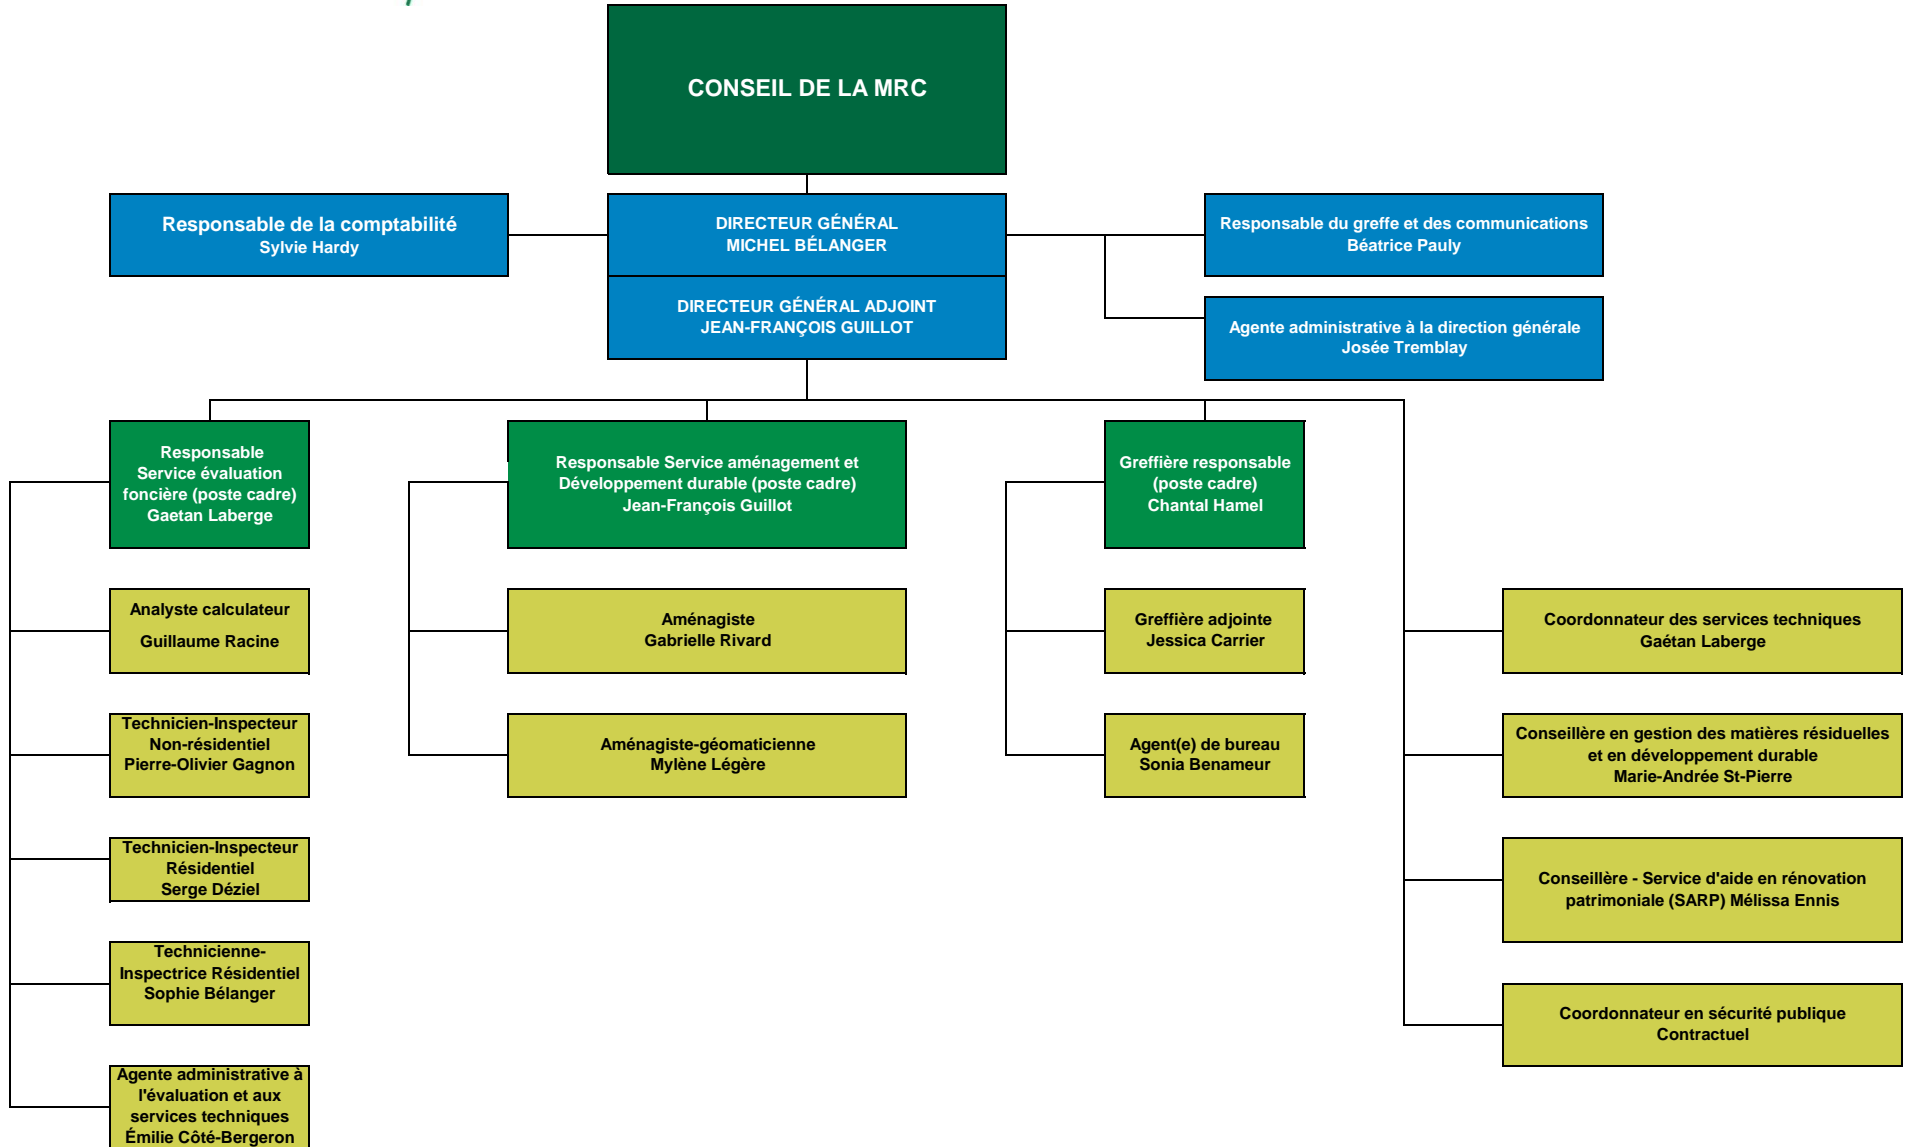 CONSEIL DE LA MRC
Responsable de la comptabilité
Sylvie Hardy
DIRECTEUR GÉNÉRAL
MICHEL BÉLANGER
Responsable du greffe et des communications
Béatrice Pauly
DIRECTEUR GÉNÉRAL ADJOINT
JEAN-FRANÇOIS GUILLOT
Agente administrative à la direction générale
Josée Tremblay
Responsable
Service évaluation
foncière (poste cadre)
Gaetan Laberge
Responsable Service aménagement et
Développement durable (poste cadre)
Jean-François Guillot
Greffière responsable
(poste cadre)
Chantal Hamel
Analyste calculateur
Guillaume Racine
Aménagiste
Gabrielle Rivard
Greffière adjointe
Jessica Carrier
Coordonnateur des services techniques
Gaétan Laberge
Technicien-Inspecteur
Non-résidentiel
Pierre-Olivier Gagnon
Aménagiste-géomaticienne
Mylène Légère
Agent(e) de bureau
Sonia Benameur
Conseillère en gestion des matières résiduelles
et en développement durable
Marie-Andrée St-Pierre
Technicien-Inspecteur
Résidentiel
Serge Déziel
Conseillère - Service d'aide en rénovation
patrimoniale (SARP) Mélissa Ennis
Technicienne-
Inspectrice Résidentiel
Sophie Bélanger
Coordonnateur en sécurité publique
Contractuel
Agente administrative à
l'évaluation et aux
services techniques
Émilie Côté-Bergeron